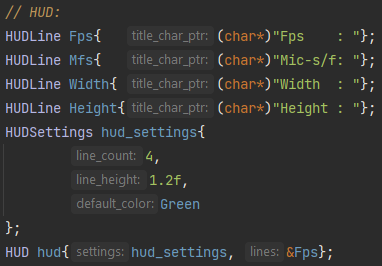 // HUD:
HUDLine Fps{    title_char_ptr: (char*)"Fps    : "};
HUDLine Mfs{    title_char_ptr: (char*)"Mic-s/f: "};
HUDLine Width{  title_char_ptr: (char*)"Width  : "};
HUDLine Height{ title_char_ptr: (char*)"Height : "};
HUDSettings hud_settings{
        line_count: 4,
        line_height: 1.2f,
        default_color: Green
};
HUD hud{ settings: hud_settings, lines: &Fps};